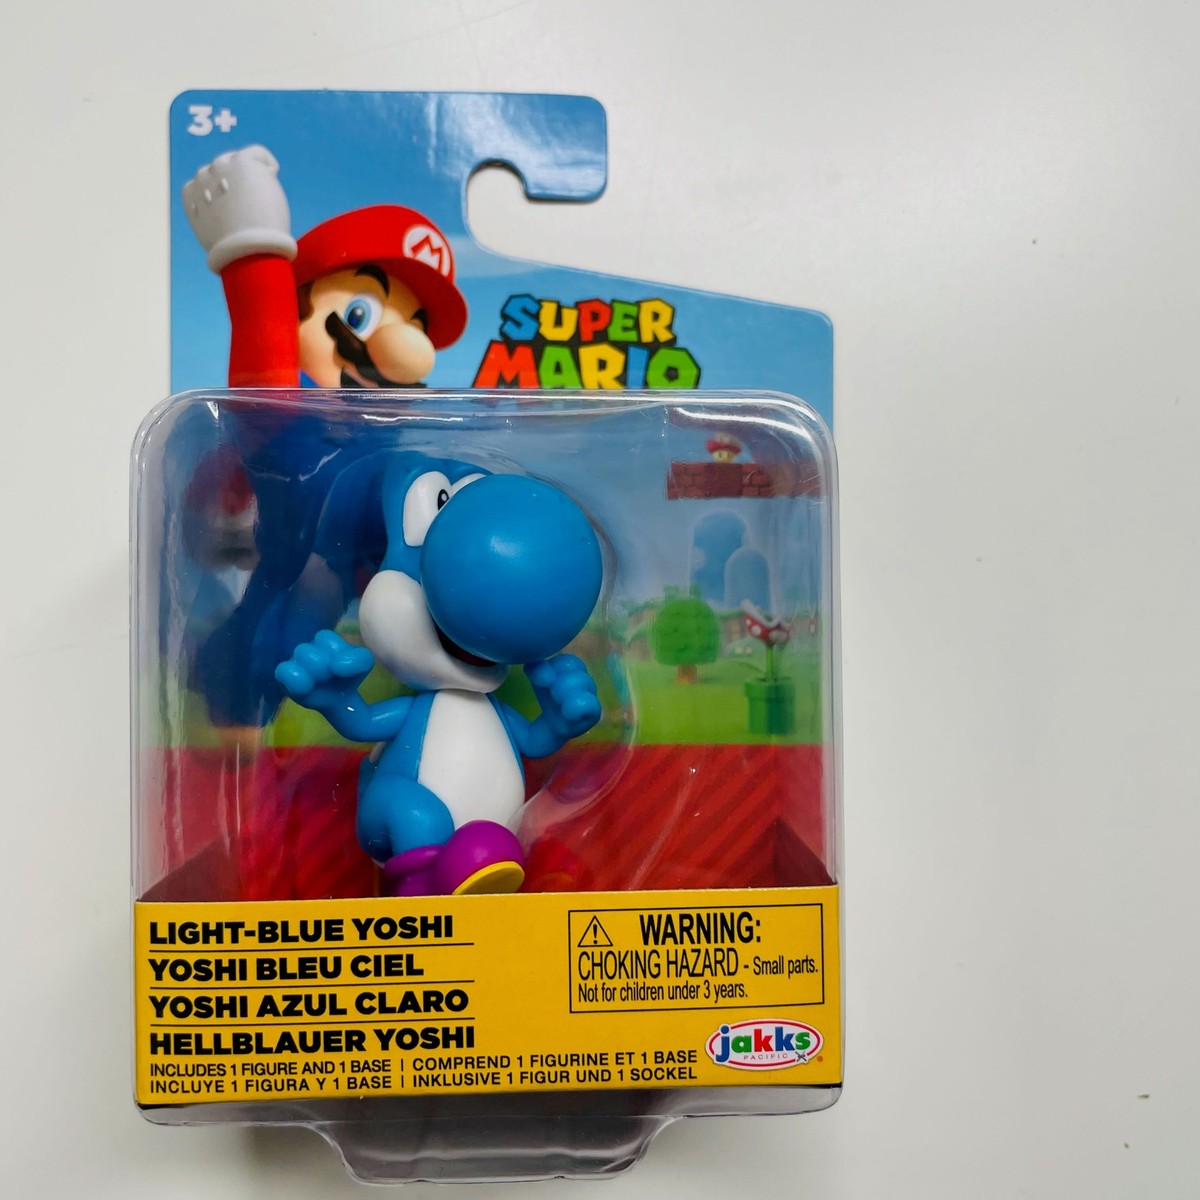 3+
M
SUPER
MARIO
LIGHT-BLUE YOSHI
YOSHI BLEU CIEL
YOSHI AZUL CLARO
HELLBLAUER YOSHI
INCLUDES 1 FIGURE AND 1 BASE | COMPREND 1 FIGURINE ET 1 BASE
INCLUYE 1 FIGURA Y 1 BASE | INKLUSIVE 1 FIGUR UND 1 SOCKEL
WARNING:
CHOKING HAZARD - Small parts.
Not for children under 3 years.
jakks
PACIFIC
®